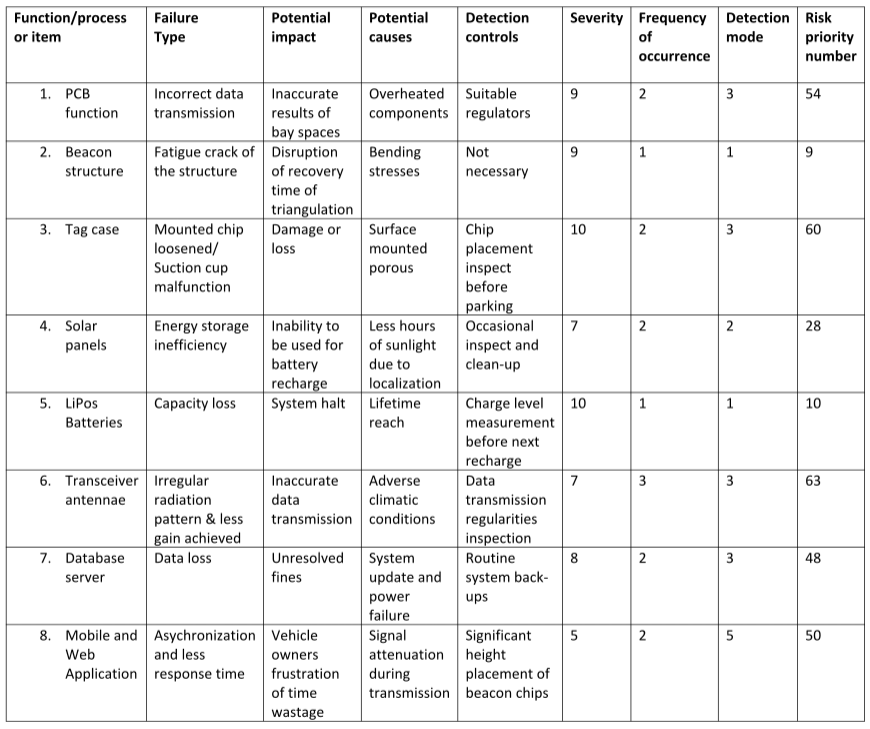 Function/process or item | Failure Type | Potential impact | Potential causes | Detection controls | Severity | Frequency of occurrence | Detection mode | Risk priority number
1. PCB function | Incorrect data transmission | Inaccurate results of bay spaces | Overheated components | Suitable regulators | 9 | 2 | 3 | 54
2. Beacon structure | Fatigue crack of the structure | Disruption of recovery time of triangulation | Bending stresses | Not necessary | 9 | 1 | 1 | 9
3. Tag case | Mounted chip loosened/ Suction cup malfunction | Damage or loss | Surface mounted porous | Chip placement inspect before parking | 10 | 2 | 3 | 60
4. Solar panels | Energy storage inefficiency | Inability to be used for battery recharge | Less hours of sunlight due to localization | Occasional inspect and clean-up | 7 | 2 | 2 | 28
5. LiPos Batteries | Capacity loss | System halt | Lifetime reach | Charge level measurement before next recharge | 10 | 1 | 1 | 10
6. Transceiver antennae | Irregular radiation pattern & less gain achieved | Inaccurate data transmission | Adverse climatic conditions | Data transmission regularities inspection | 7 | 3 | 3 | 63
7. Database server | Data loss | Unresolved fines | System update and power failure | Routine system back-ups | 8 | 2 | 3 | 48
8. Mobile and Web Application | Asychronization and less response time | Vehicle owners frustration of time wastage | Signal attenuation during transmission | Significant height placement of beacon chips | 5 | 2 | 5 | 50